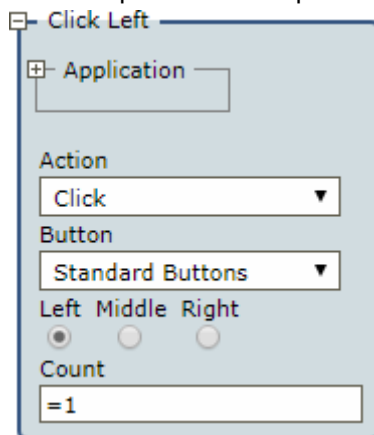 Click Left
Application
Action
Click
Button
Standard Buttons
Left Middle Right
Count
=1